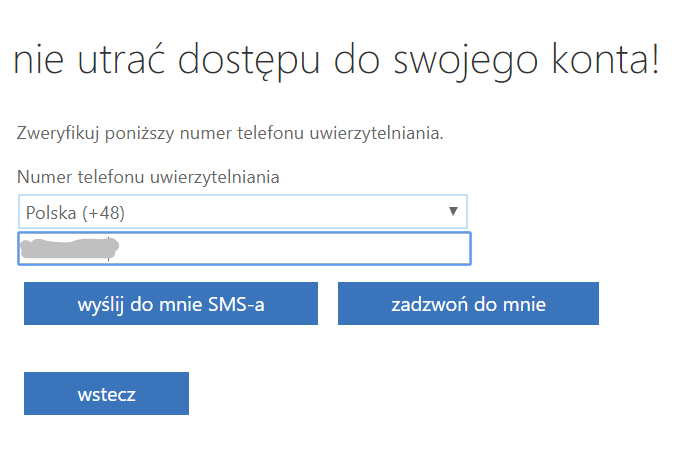 nie utrać dostępu do swojego konta!
Zweryfikuj poniższy numer telefonu uwierzytelniania.
Numer telefonu uwierzytelniania
Polska (+48)
wyślij do mnie SMS-a
zadzwoń do mnie
wstecz